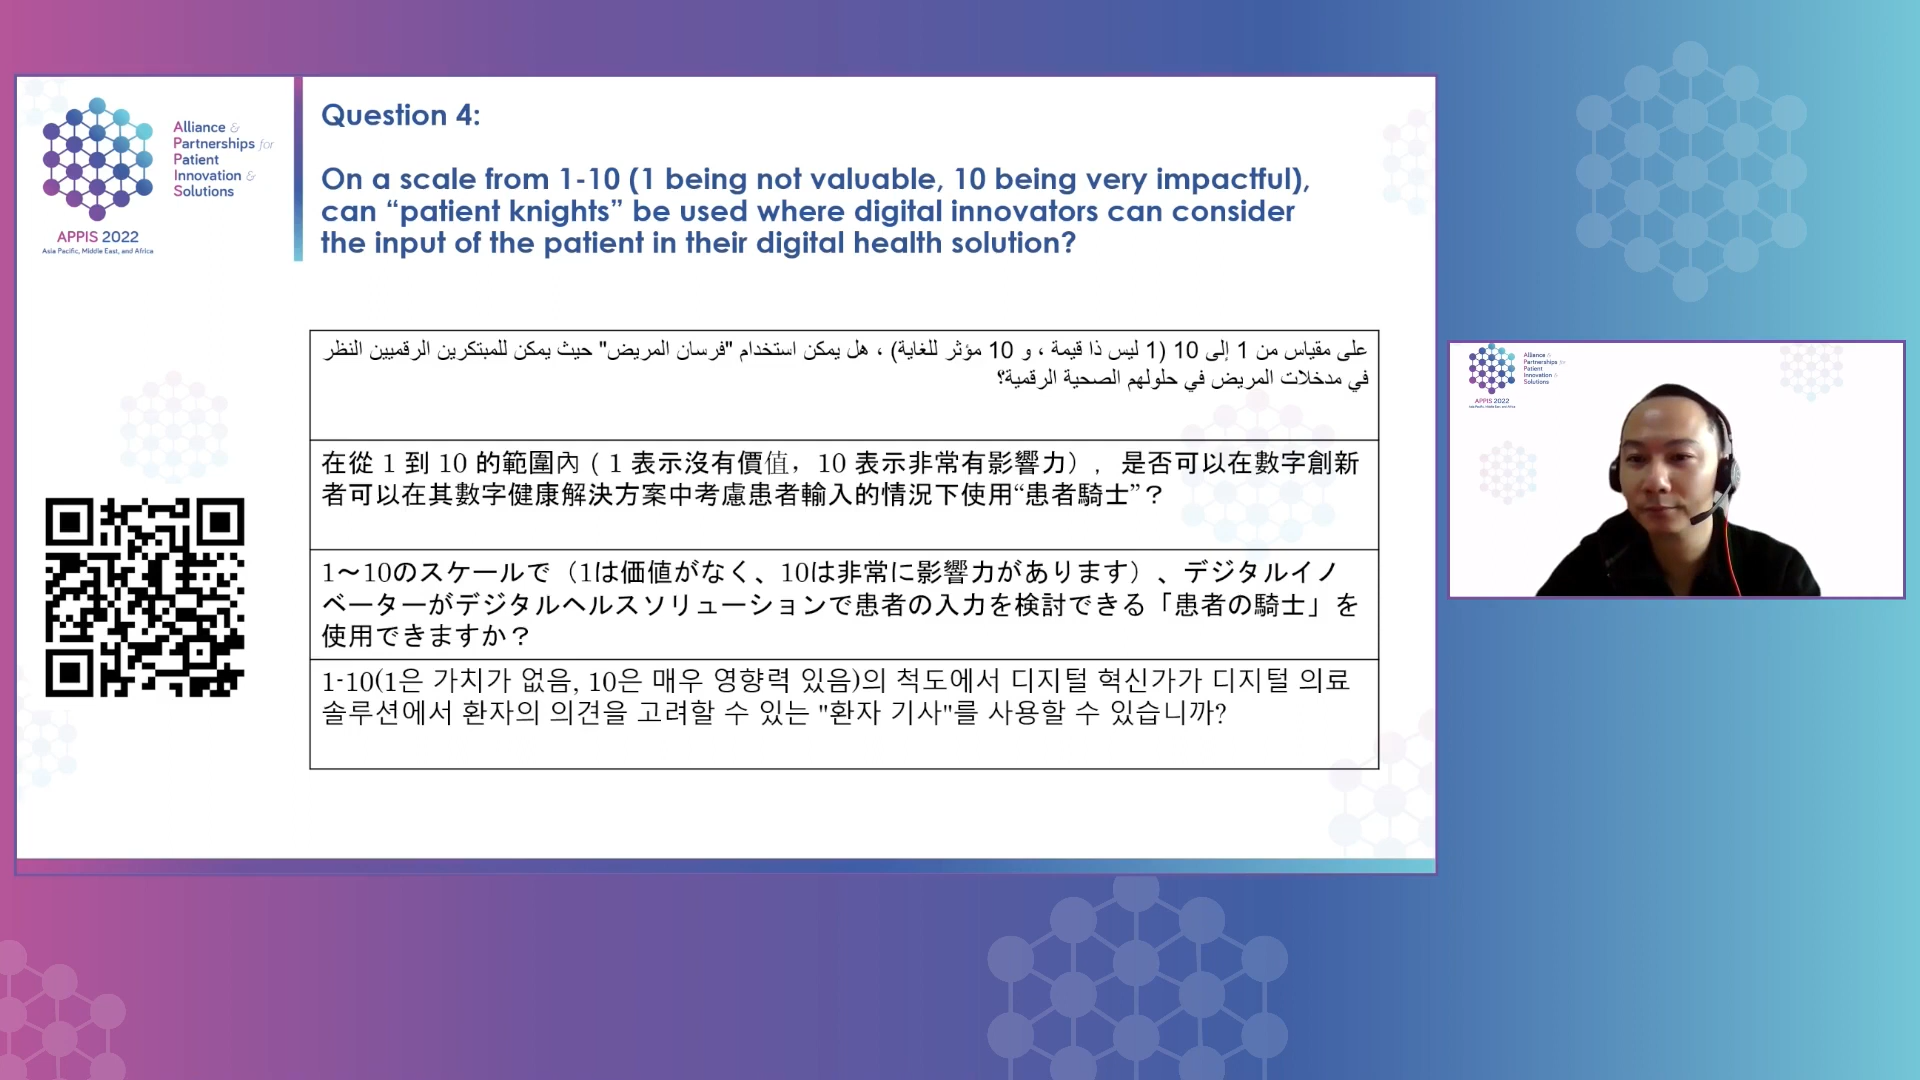 Alliance &
Partnerships for
Patient
Innovation &
Solutions
APPIS 2022
Asia Pacific, Middle East, and Africa
Question 4:
On a scale from 1-10 (1 being not valuable, 10 being very impactful),
can “patient knights” be used where digital innovators can consider
the input of the patient in their digital health solution?
على مقياس من 1 إلى 10 (1 ليس ذا قيمة ، و 10 مؤثر للغاية) ، هل يمكن استخدام "فرسان المريض" حيث يمكن للمبتكرين الرقميين النظر
في مدخلات المريض في حلولهم الصحية الرقمية؟
在從 1 到 10 的範圍內（1 表示沒有價值，10 表示非常有影響力），是否可以在數字創新
者可以在其數字健康解決方案中考慮患者輸入的情況下使用“患者騎士”？
1～10のスケールで（1は価値がなく、10は非常に影響力があります）、デジタルイノ
ベーターがデジタルヘルスソリューションで患者の入力を検討できる「患者の騎士」を
使用できますか？
1-10(1은 가치가 없음, 10은 매우 영향력 있음)의 척도에서 디지털 혁신가가 디지털 의료
솔루션에서 환자의 의견을 고려할 수 있는 "환자 기사"를 사용할 수 있습니까?
Alliance &
Partnerships for
Patient
Innovation &
Solutions
APPIS 2022
Asia Pacific, Middle East, and Africa